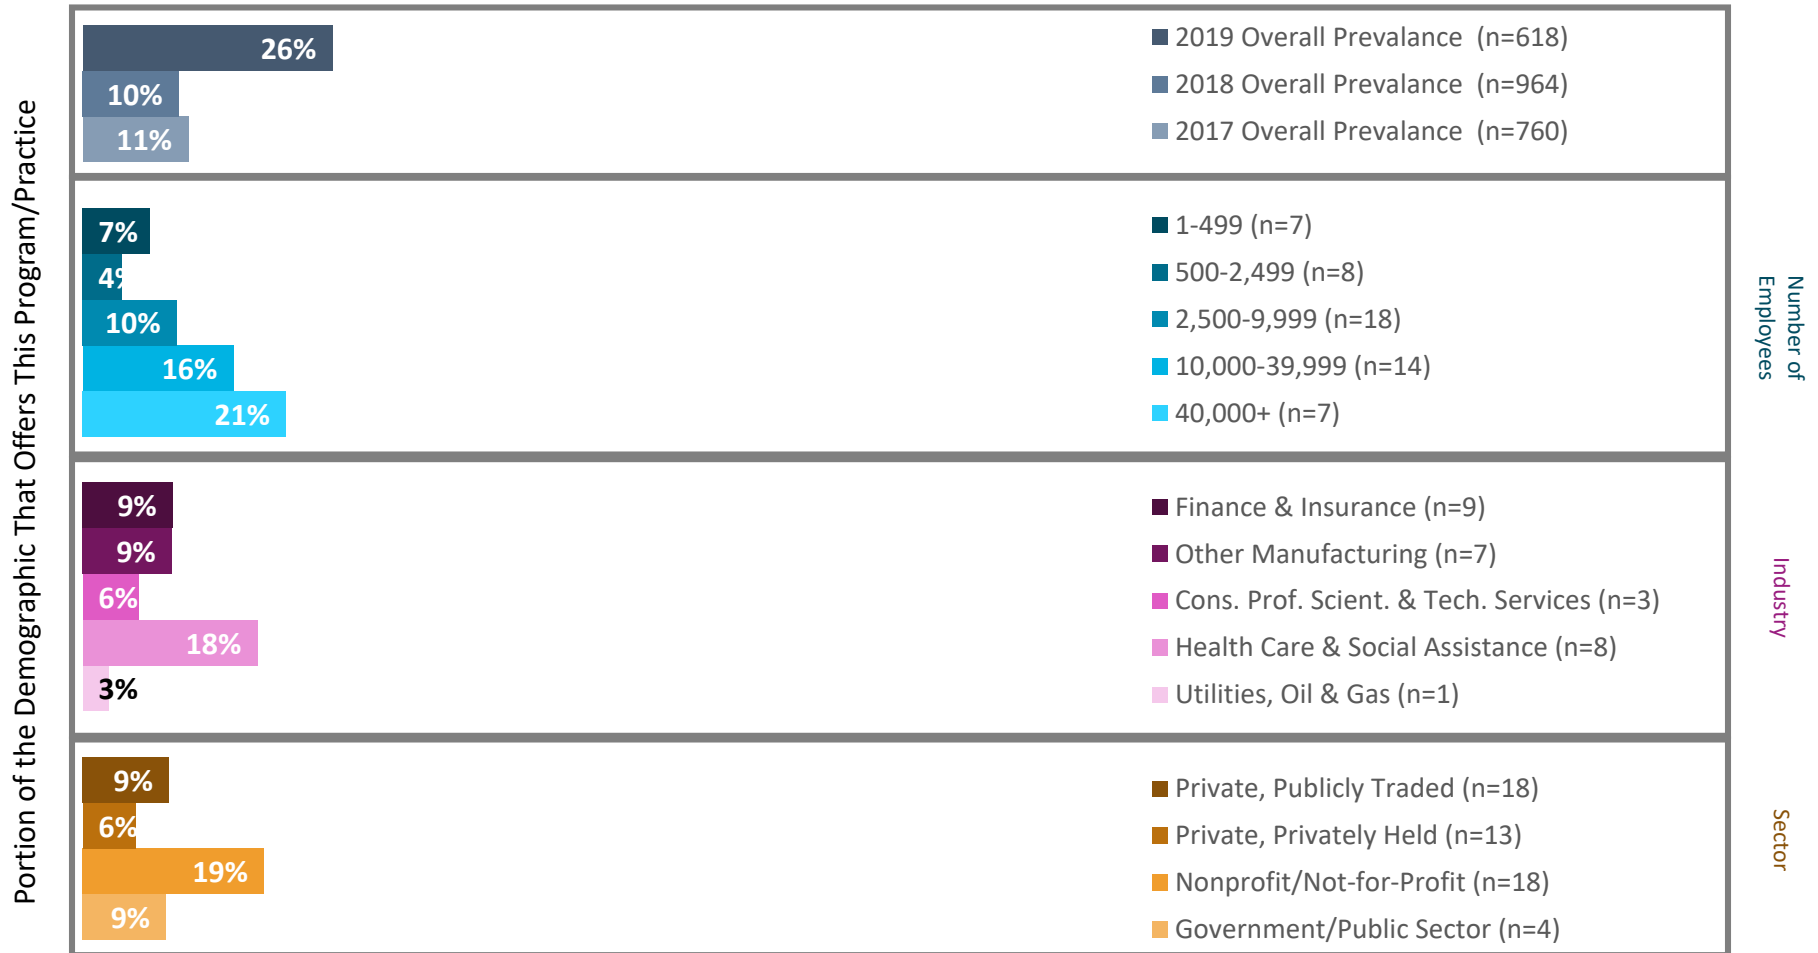 Portion of the Demographic That Offers This Program/Practice
26%
10%
11%
2019 Overall Prevalance (n=618)
2018 Overall Prevalance (n=964)
2017 Overall Prevalance (n=760)
7%
4%
10%
16%
21%
1-499 (n=7)
500-2,499 (n=8)
2,500-9,999 (n=18)
10,000-39,999 (n=14)
40,000+ (n=7)
Number of
Employees
9%
9%
6%
18%
3%
Finance & Insurance (n=9)
Other Manufacturing (n=7)
Cons. Prof. Scient. & Tech. Services (n=3)
Health Care & Social Assistance (n=8)
Utilities, Oil & Gas (n=1)
Industry
9%
6%
19%
9%
Private, Publicly Traded (n=18)
Private, Privately Held (n=13)
Nonprofit/Not-for-Profit (n=18)
Government/Public Sector (n=4)
Sector